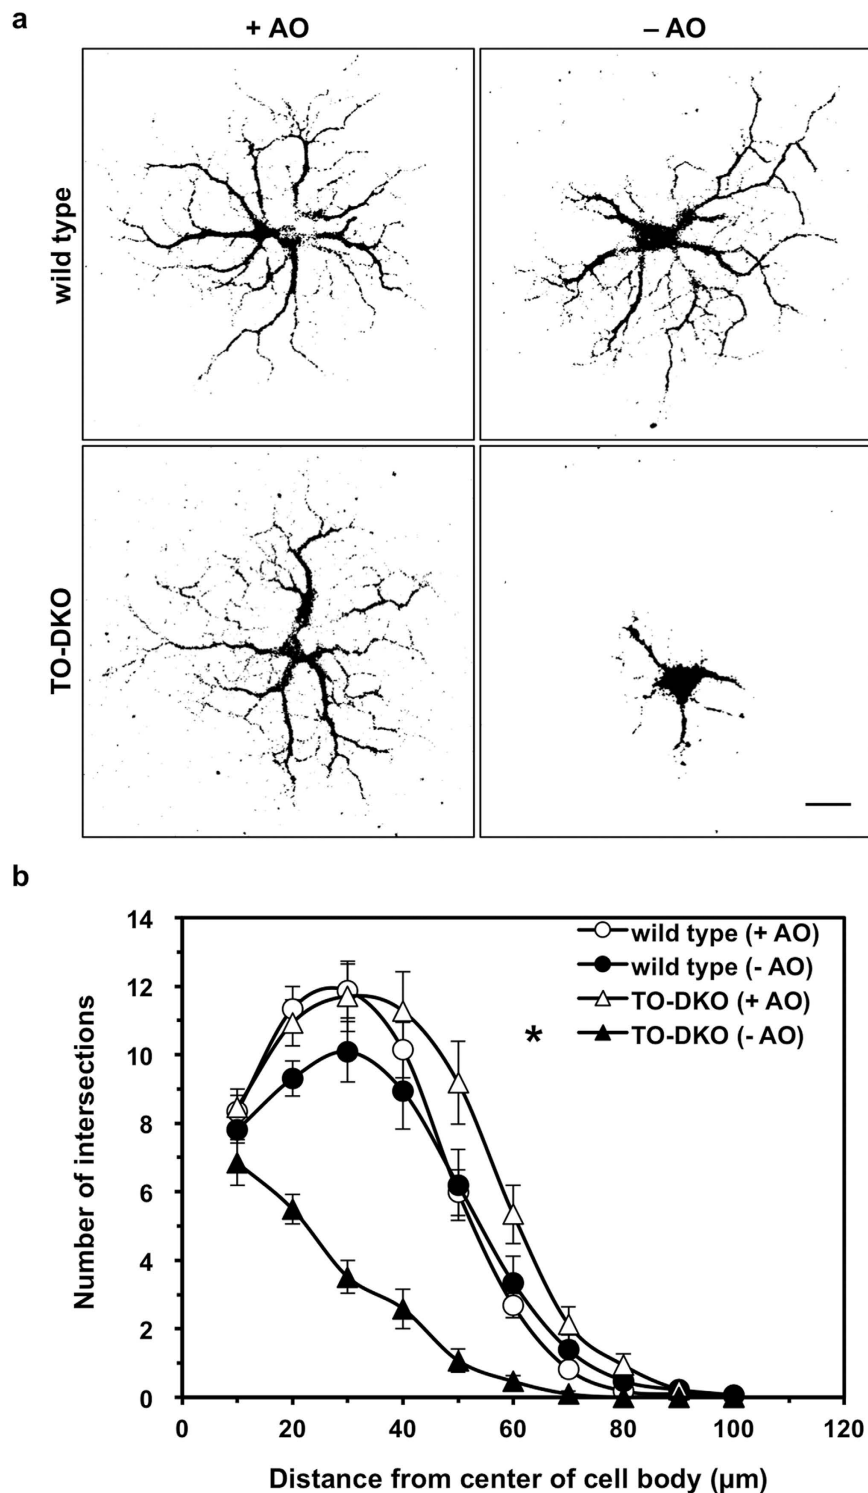 a
+ AO
– AO
wild type
TO-DKO
b
14
12
10
8
6
4
2
0
Number of intersections
wild type (+ AO)
wild type (- AO)
TO-DKO (+ AO)
* TO-DKO (- AO)
0 20 40 60 80 100 120
Distance from center of cell body (µm)